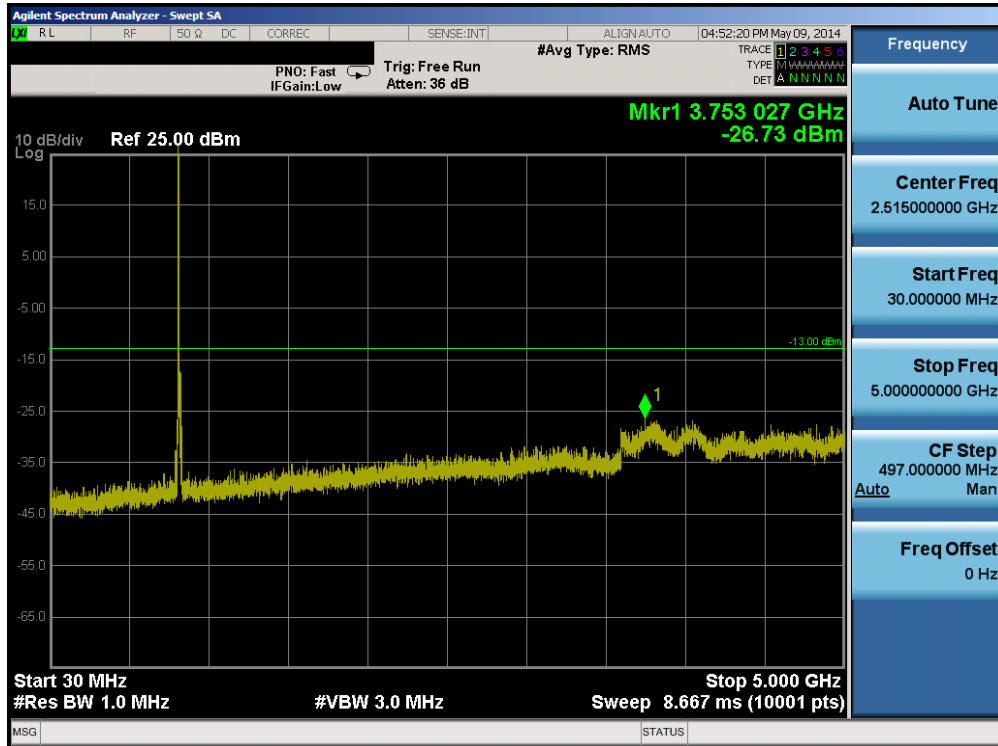 Agilent Spectrum Analyzer - Swept SA
LXI RL RF 50 Ω DC CORREC SENSE:INT ALIGN AUTO 04:52:20 PM May 09, 2014
#Avg Type: RMS TRACE 1 2 3 4 5 6
PNO: Fast Trig: Free Run TYPE M WWWWW
IFGain:Low Atten: 36 dB DET A N N N N N
Mkr1 3.753 027 GHz
-26.73 dBm
10 dB/div Ref 25.00 dBm
Log
15.0
5.00
-5.00
-13.00 dBm
-15.0
1
-25.0
-35.0
-45.0
-55.0
-65.0
Start 30 MHz Stop 5.000 GHz
#Res BW 1.0 MHz #VBW 3.0 MHz Sweep 8.667 ms (10001 pts)
MSG STATUS
Frequency
Auto Tune
Center Freq
2.515000000 GHz
Start Freq
30.000000 MHz
Stop Freq
5.000000000 GHz
CF Step
497.000000 MHz
Auto Man
Freq Offset
0 Hz